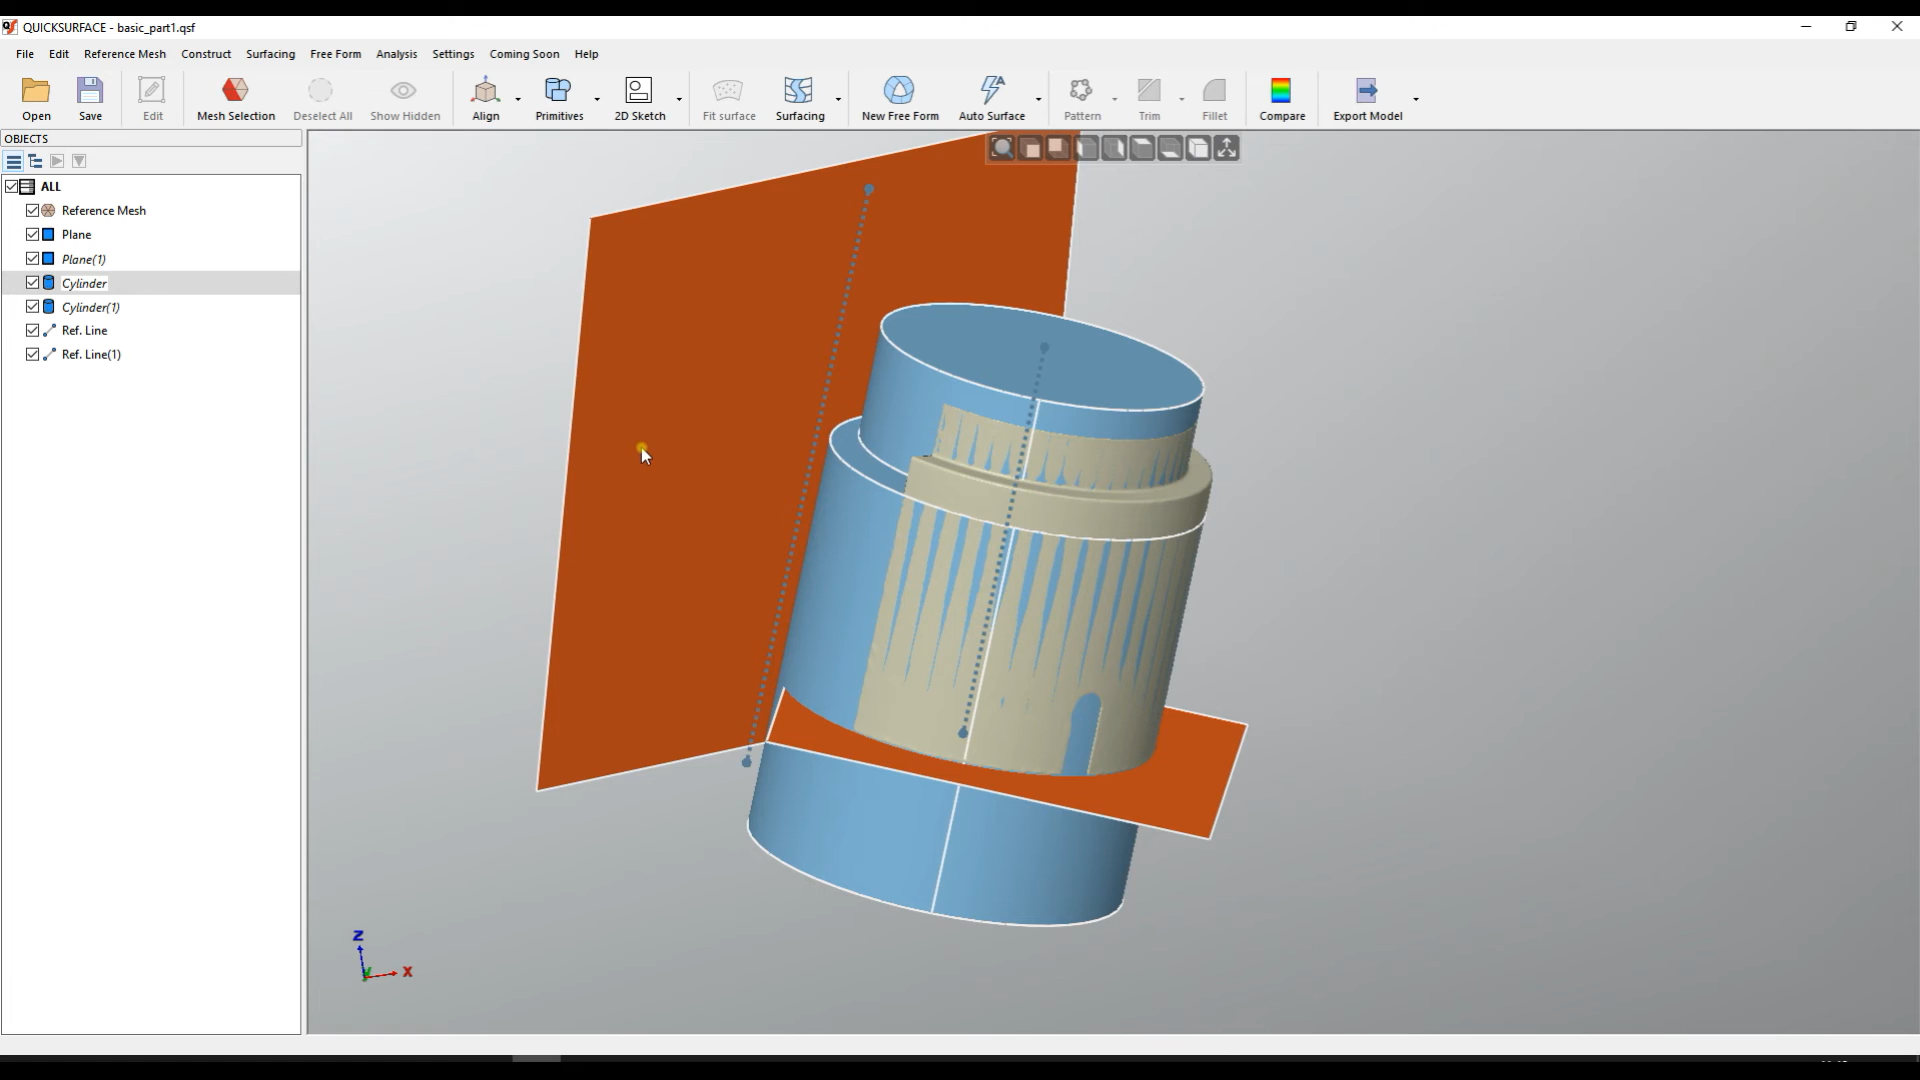 QUICKSURFACE - basic_part1.qsf
File Edit Reference Mesh Construct Surfacing Free Form Analysis Settings Coming Soon Help
Open Save Edit Mesh Selection Deselect All Show Hidden Align Primitives 2D Sketch Fit surface Surfacing New Free Form Auto Surface Pattern Trim Fillet Compare Export Model
OBJECTS
ALL
Reference Mesh
Plane
Plane(1)
Cylinder
Cylinder(1)
Ref. Line
Ref. Line(1)
Z
Y
X